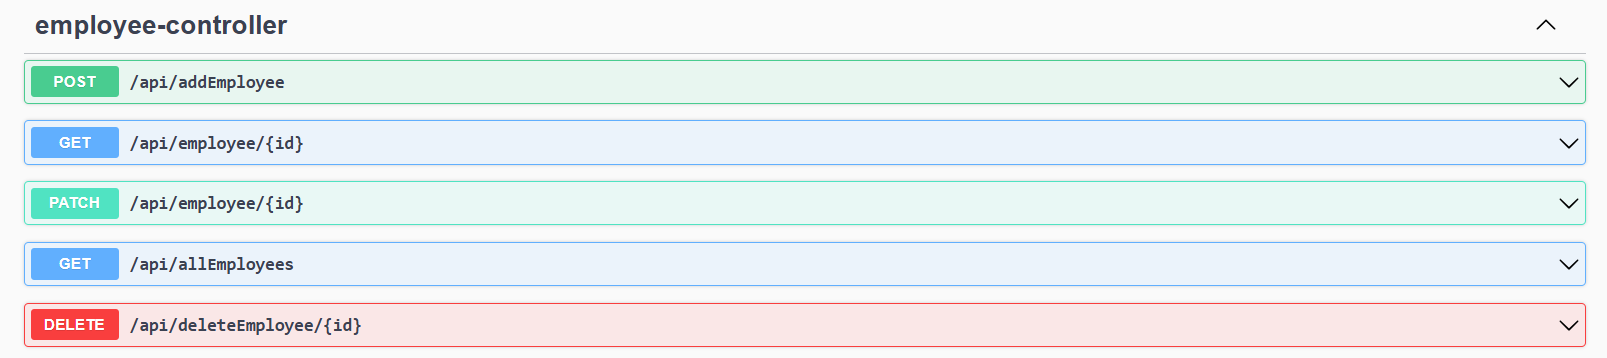 employee-controller
POST /api/addEmployee
GET /api/employee/{id}
PATCH /api/employee/{id}
GET /api/allEmployees
DELETE /api/deleteEmployee/{id}